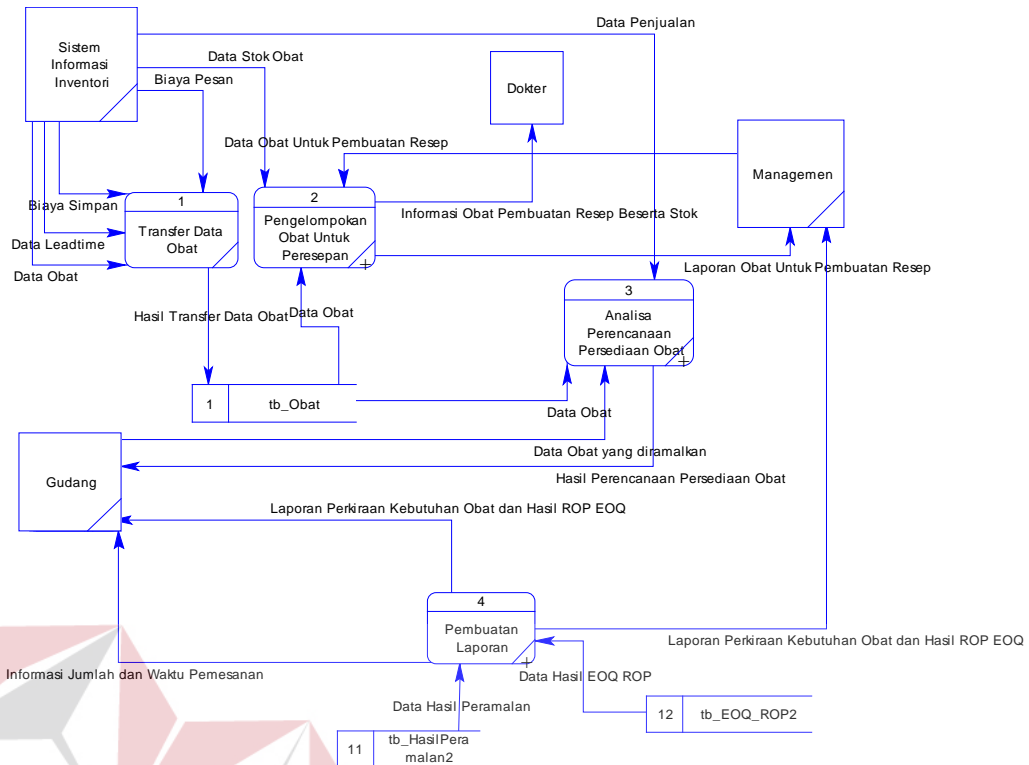 Data Penjualan
Sistem
Informasi
Inventori
Data Stok Obat
Biaya Pesan
Dokter
Data Obat Untuk Pembuatan Resep
Managemen
1
Transfer Data
Obat
2
Pengelompokan
Obat Untuk
Peresepan
Biaya Simpan
Informasi Obat Pembuatan Resep Beserta Stok
Data Leadtime
Data Obat
Laporan Obat Untuk Pembuatan Resep
3
Analisa
Perencanaan
Persediaan Obat
Hasil Transfer Data Obat
Data Obat
1
tb_Obat
Data Obat
Data Obat yang diramalkan
Hasil Perencanaan Persediaan Obat
Gudang
Laporan Perkiraan Kebutuhan Obat dan Hasil ROP EOQ
4
Pembuatan
Laporan
Laporan Perkiraan Kebutuhan Obat dan Hasil ROP EOQ
Informasi Jumlah dan Waktu Pemesanan
Data Hasil EOQ ROP
Data Hasil Peramalan
12
tb_EOQ_ROP2
11
tb_HasilPera
malan2